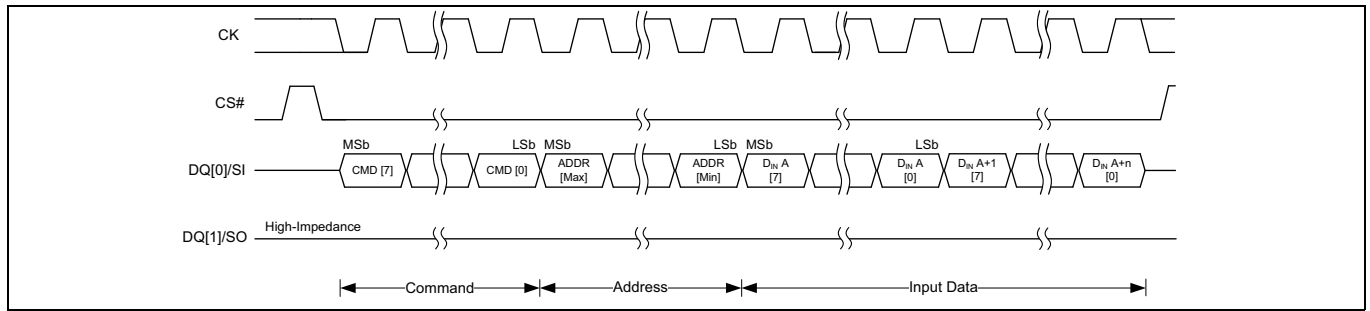 CK
CS#
MSb LSb MSb LSb MSb LSb
DQ[0]/SI CMD [7] CMD [0] ADDR [Max] ADDR [Min] DIN A [7] DIN A [0] DIN A+1 [7] DIN A+n [0]
DQ[1]/SO High-Impedance
Command Address Input Data